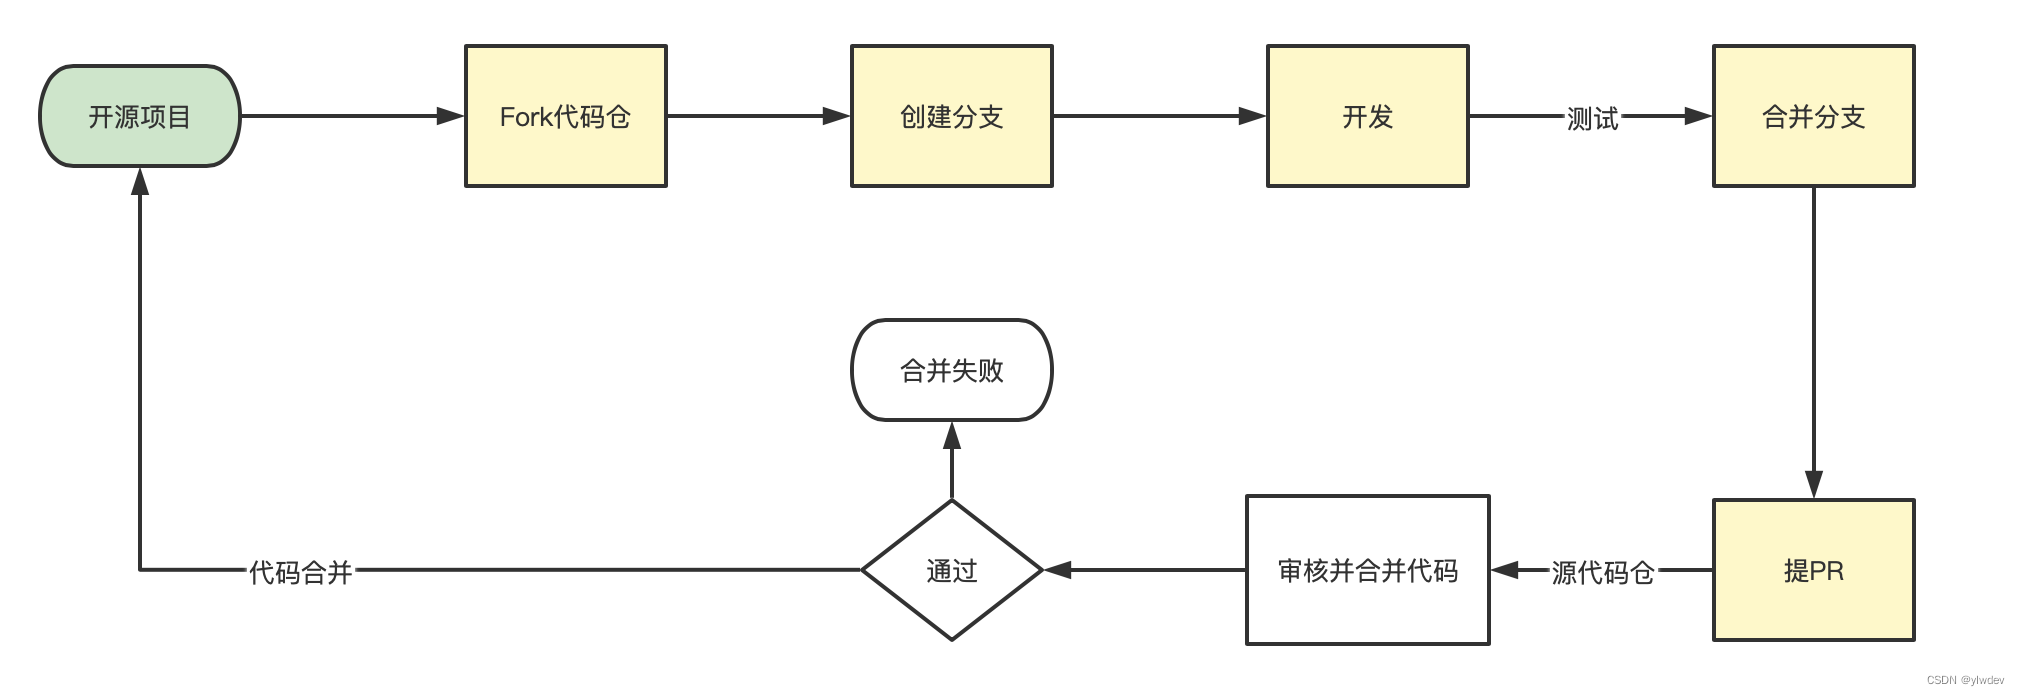 开源项目
Fork代码仓
创建分支
开发
测试
合并分支
合并失败
代码合并
通过
审核并合并代码
源代码仓
提PR
CSDN @ylwdev